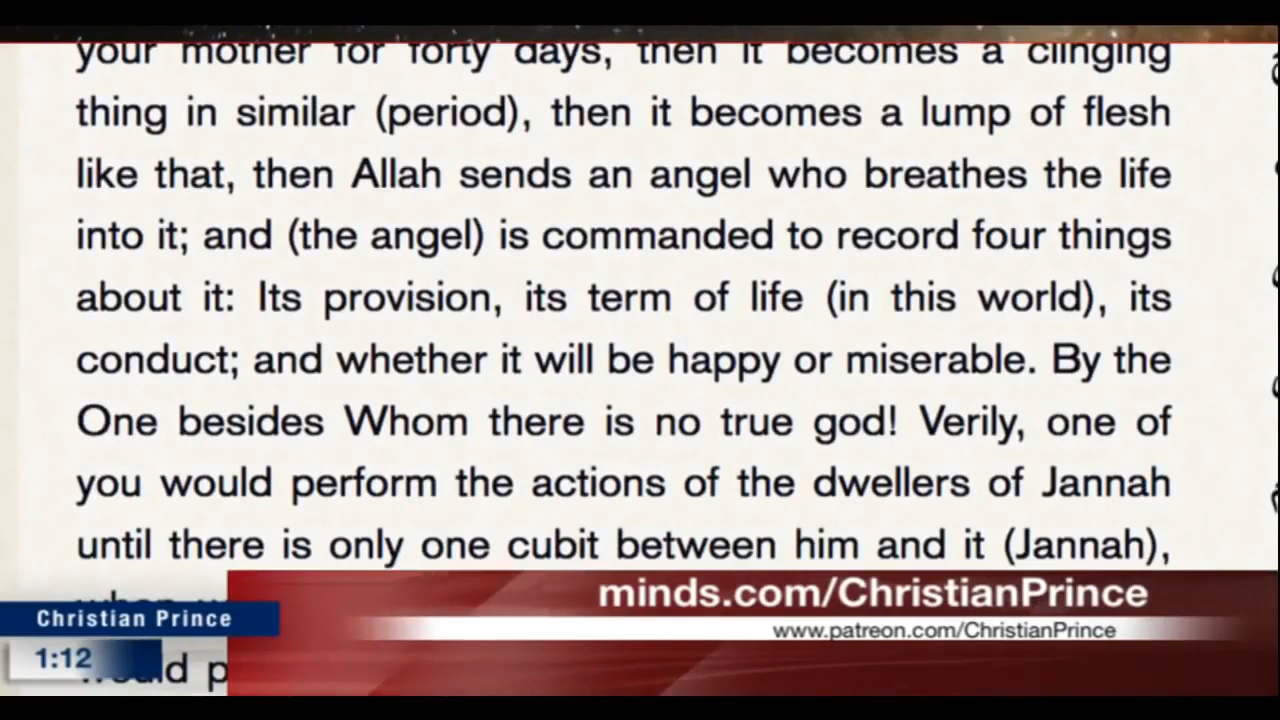 your mother for forty days, then it becomes a clinging
thing in similar (period), then it becomes a lump of flesh
like that, then Allah sends an angel who breathes the life
into it; and (the angel) is commanded to record four things
about it: Its provision, its term of life (in this world), its
conduct; and whether it will be happy or miserable. By the
One besides Whom there is no true god! Verily, one of
you would perform the actions of the dwellers of Jannah
until there is only one cubit between him and it (Jannah),
minds.com/ChristianPrince
Christian Prince
www.patreon.com/ChristianPrince
1:12